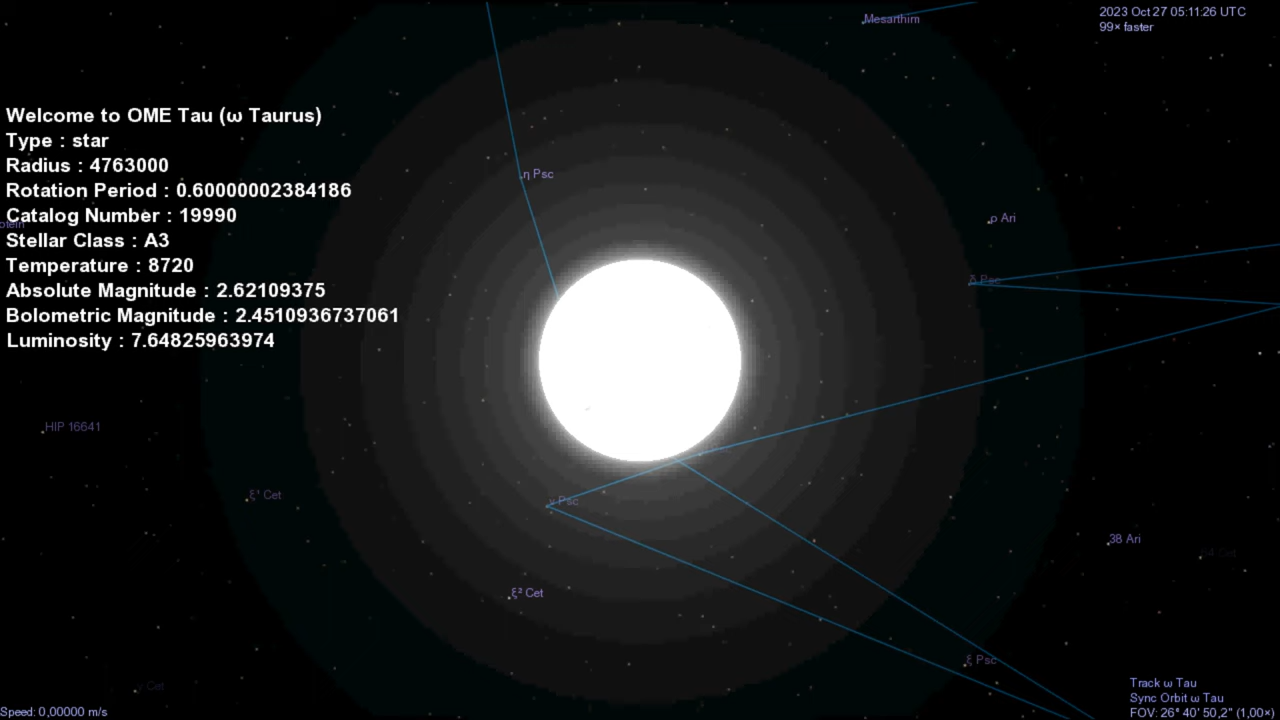 Mesarthim
2023 Oct 27 05:11:26 UTC
99× faster
Welcome to OME Tau (ω Taurus)
Type : star
Radius : 4763000
Rotation Period : 0.60000002384186
Catalog Number : 19990
Stellar Class : A3
Temperature : 8720
Absolute Magnitude : 2.62109375
Bolometric Magnitude : 2.4510936737061
Luminosity : 7.64825963974
η Psc
ρ Ari
δ Psc
HIP 16641
ξ¹ Cet
ν Psc
38 Ari
ξ² Cet
ξ Psc
Track ω Tau
Sync Orbit ω Tau
FOV: 26° 40' 50,2" (1,00×)
Speed: 0,00000 m/s